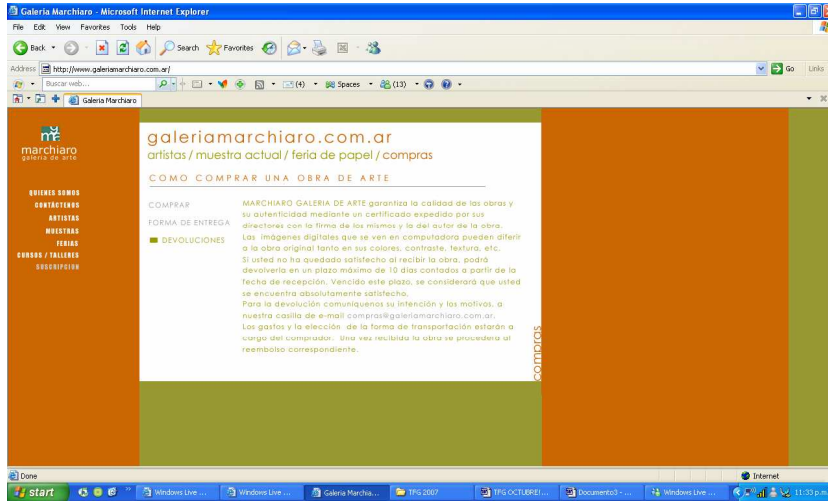 Galeria Marchiaro - Microsoft Internet Explorer
File Edit View Favorites Tools Help
Back Search Favorites
Address http://www.galeriamarchiaro.com.ar/ Go Links
Buscar web... (4) Spaces (13)
Galeria Marchiaro
marchiaro
galería de arte
QUIENES SOMOS
CONTÁCTENOS
ARTISTAS
MUESTRAS
FERIAS
CURSOS / TALLERES
SUSCRIPCION
galeriamarchiaro.com.ar
artistas / muestra actual / feria de papel / compras
COMO COMPRAR UNA OBRA DE ARTE
COMPRAR
FORMA DE ENTREGA
DEVOLUCIONES
MARCHIARO GALERIA DE ARTE garantiza la calidad de las obras y
su autenticidad mediante un certificado expedido por sus
directores con la firma de los mismos y la del autor de la obra.
Las imágenes digitales que se ven en computadora pueden diferir
a la obra original tanto en sus colores, contraste, textura, etc.
Si usted no ha quedado satisfecho al recibir la obra, podrá
devolverla en un plazo máximo de 10 días contados a partir de la
fecha de recepción. Vencido este plazo, se considerará que usted
se encuentra absolutamente satisfecho.
Para la devolución comuníquenos su intención y los motivos, a
nuestra casilla de e-mail compras@galeriamarchiaro.com.ar.
Los gastos y la elección de la forma de transportación estarán a
cargo del comprador. Una vez recibida la obra se procederá al
reembolso correspondiente.
compras
Done Internet
start Windows Live ... Windows Live ... Galeria Marchia... TFG 2007 TFG OCTUBRE!... Documento3 - ... Windows Live ... 11:33 p.m.